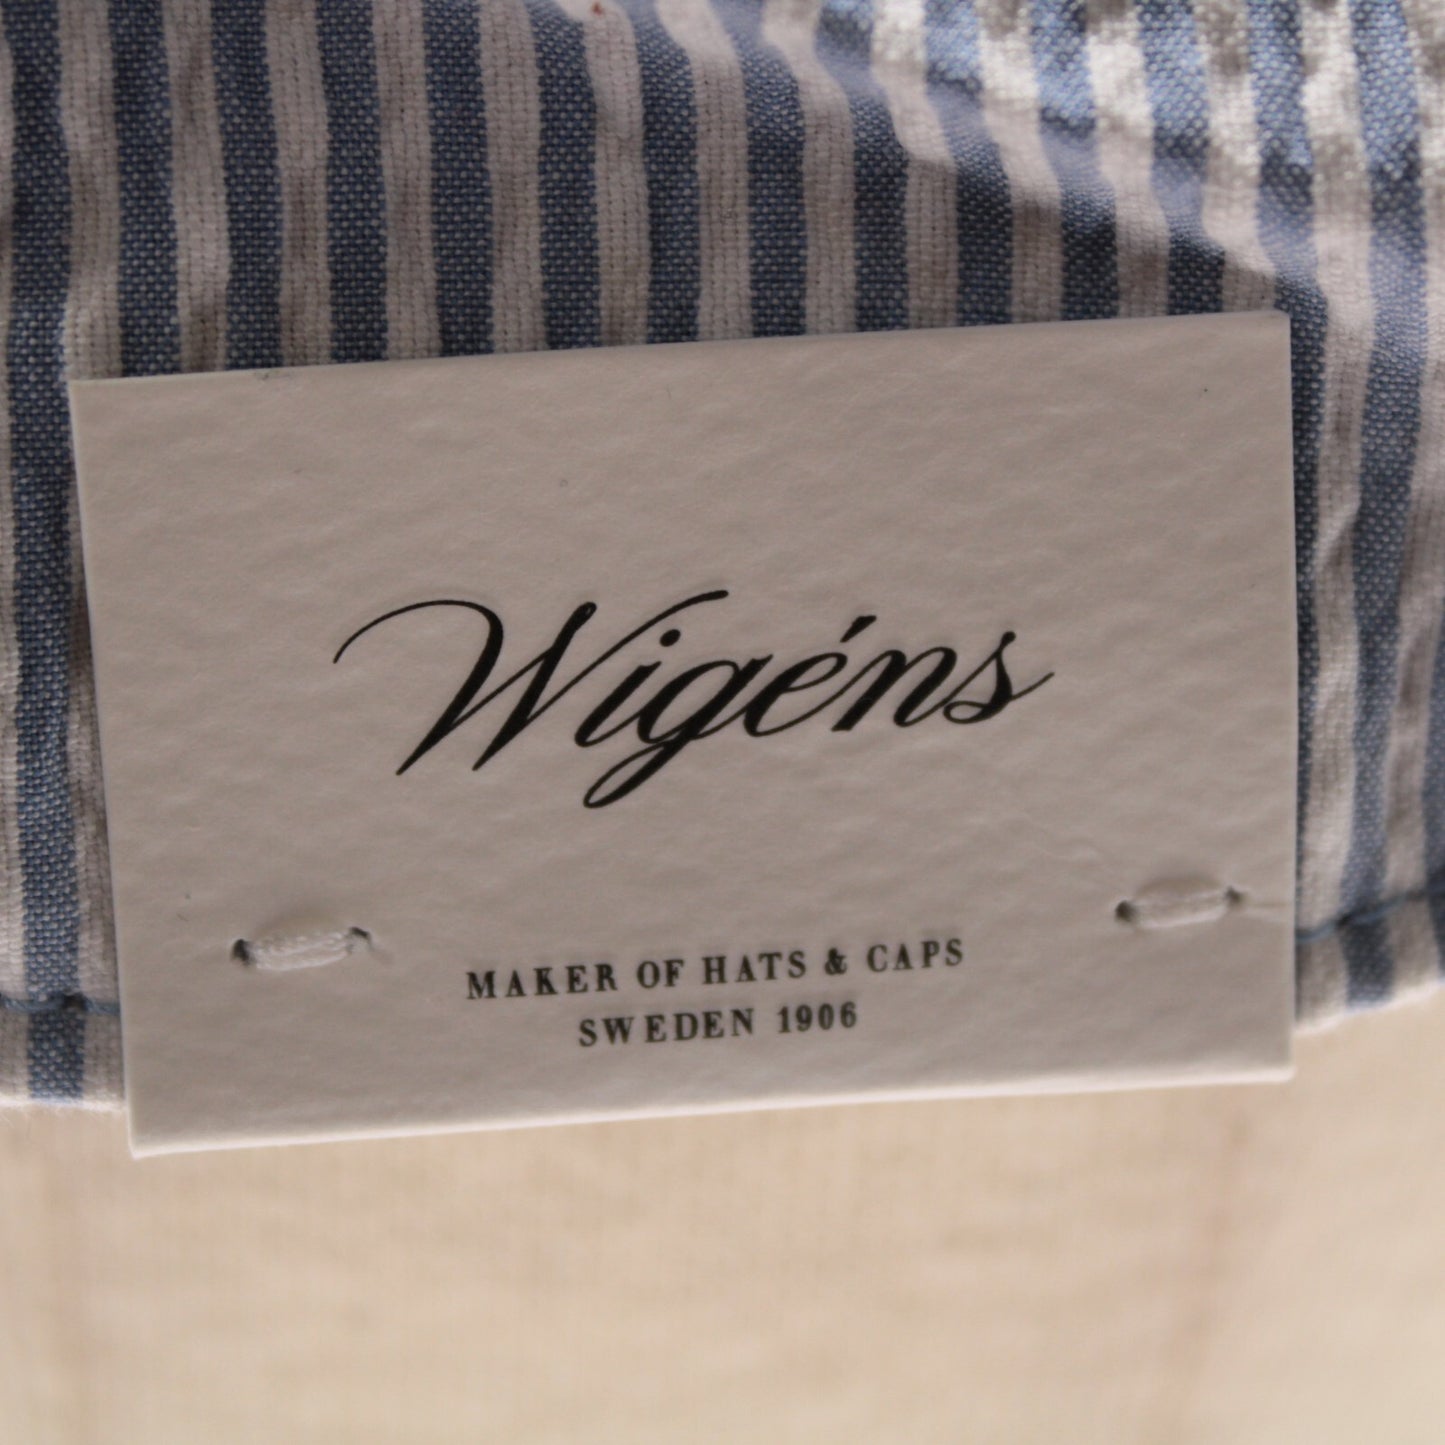 Wigéns
MAKER OF HATS & CAPS
SWEDEN 1906